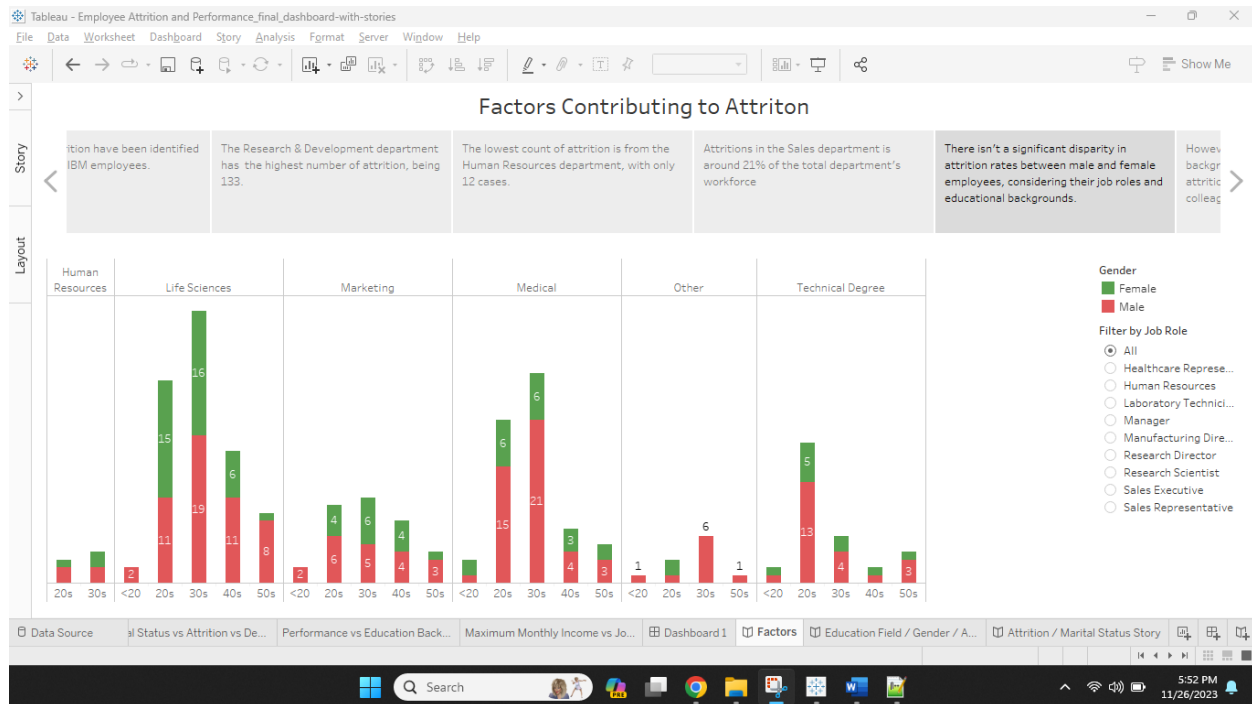 Tableau - Employee Attrition and Performance_final_dashboard-with-stories
File Data Worksheet Dashboard Story Analysis Format Server Window Help
Show Me
Story
Layout
Factors Contributing to Attriton
ition have been identified
IBM employees.
The Research & Development department
has the highest number of attrition, being
133.
The lowest count of attrition is from the
Human Resources department, with only
12 cases.
Attritions in the Sales department is
around 21% of the total department's
workforce
There isn't a significant disparity in
attrition rates between male and female
employees, considering their job roles and
educational backgrounds.
Howev
backgr
attritic
colleag
Human
Resources Life Sciences Marketing Medical Other Technical Degree
16
15
6
19
11 11
8
2
4 6 4
6 5 4
2 3
6
6
21
15
3
4 3
6
1 1
5
13
4 3
20s 30s <20 20s 30s 40s 50s <20 20s 30s 40s 50s <20 20s 30s 40s 50s <20 20s 30s 50s <20 20s 30s 40s 50s
Gender
Female
Male
Filter by Job Role
All
Healthcare Represe...
Human Resources
Laboratory Technici...
Manager
Manufacturing Dire...
Research Director
Research Scientist
Sales Executive
Sales Representative
Data Source al Status vs Attrition vs De... Performance vs Education Back... Maximum Monthly Income vs Jo... Dashboard 1 Factors Education Field / Gender / A... Attrition / Marital Status Story
Search
PRE
5:52 PM
11/26/2023